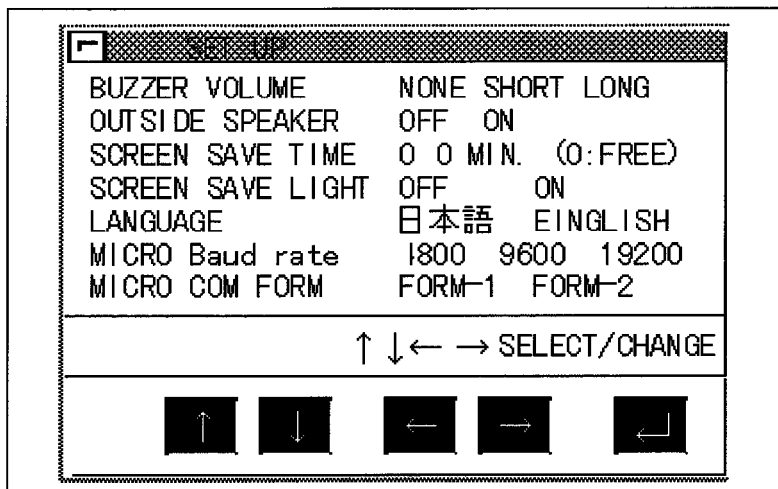 SET UP
BUZZER VOLUME NONE SHORT LONG
OUTSIDE SPEAKER OFF ON
SCREEN SAVE TIME 0 0 MIN. (0:FREE)
SCREEN SAVE LIGHT OFF ON
LANGUAGE 日本語 EINGLISH
MICRO Baud rate 1800 9600 19200
MICRO COM FORM FORM-1 FORM-2
↑ ↓ ← → SELECT/CHANGE
↑ ↓ ← → ↵